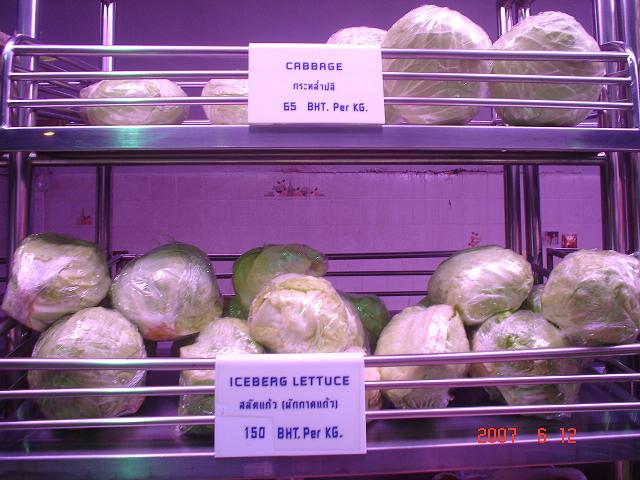 CABBAGE
กระหล่ำปลี
65 BHT. Per KG.
ICEBERG LETTUCE
สลัดแก้ว (ผักกาดแก้ว)
150 BHT. Per KG.
2007 6 12